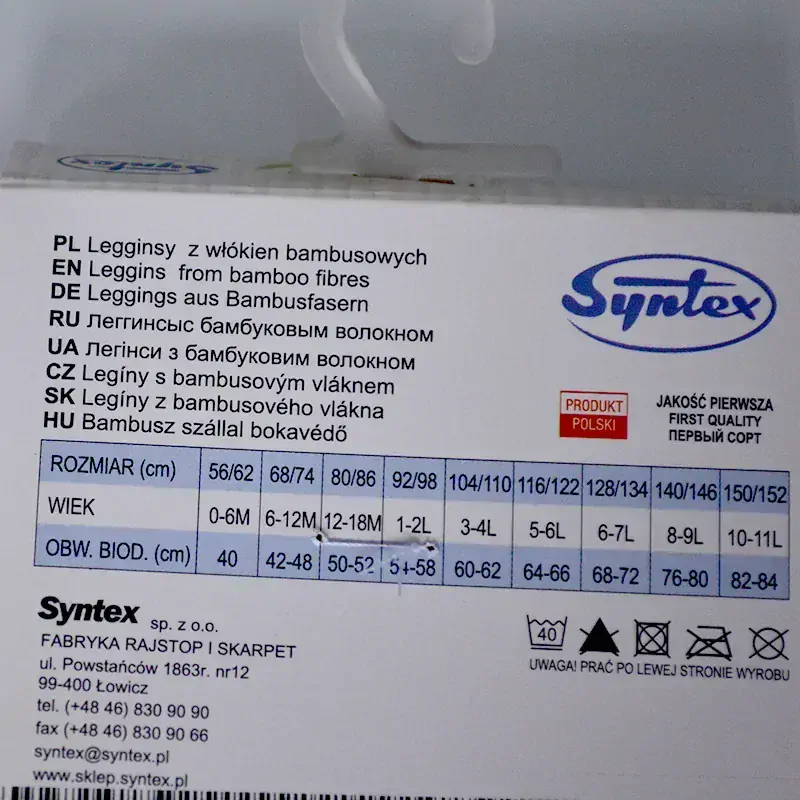 Syntex
PL Legginsy z włókien bambusowych
EN Leggins from bamboo fibres
DE Leggings aus Bambusfasern
RU Леггинсыс бамбуковым волокном
UA Легінси з бамбуковим волокном
CZ Legíny s bambusovým vláknem
SK Legíny z bambusového vlákna
HU Bambusz szállal bokavédő
Syntex
PRODUKT
POLSKI
JAKOŚĆ PIERWSZA
FIRST QUALITY
ПЕРВЫЙ СОРТ
ROZMIAR (cm) 56/62 68/74 80/86 92/98 104/110 116/122 128/134 140/146 150/152
WIEK 0-6M 6-12M 12-18M 1-2L 3-4L 5-6L 6-7L 8-9L 10-11L
OBW. BIOD. (cm) 40 42-48 50-52 54-58 60-62 64-66 68-72 76-80 82-84
Syntex sp. z o.o.
FABRYKA RAJSTOP I SKARPET
ul. Powstańców 1863r. nr12
99-400 Łowicz
tel. (+48 46) 830 90 90
fax (+48 46) 830 90 66
syntex@syntex.pl
www.sklep.syntex.pl
40
UWAGA! PRAĆ PO LEWEJ STRONIE WYROBU